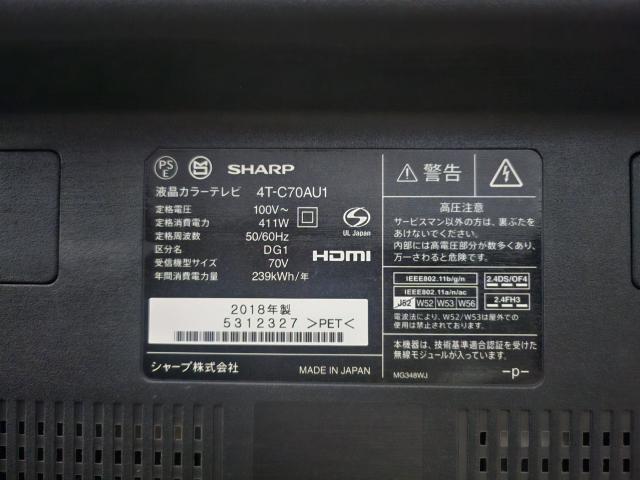 PS
E
SHARP
液晶カラーテレビ 4T-C70AU1
定格電圧 100V~
定格消費電力 411W
定格周波数 50/60Hz
区分名 DG1
受信機型サイズ 70V
年間消費電力量 239kWh/年
UL Japan
HDMI
2018年製
5312327 >PET<
シャープ株式会社 MADE IN JAPAN
警告
高圧注意
サービスマン以外の方は、裏ぶたを
あけないでください。
内部には高電圧部分が数多くあり、
万一さわると危険です。
IEEE802.11b/g/n
IEEE802.11a/n/ac
J52 W52 W53 W56
2.4DS/OF4
2.4FH3
電波法により、W52/W53は屋外での
使用は禁止されています。
本機器は、技術基準適合認証を受けた
無線モジュールが入っています。
MG348WJ -p-